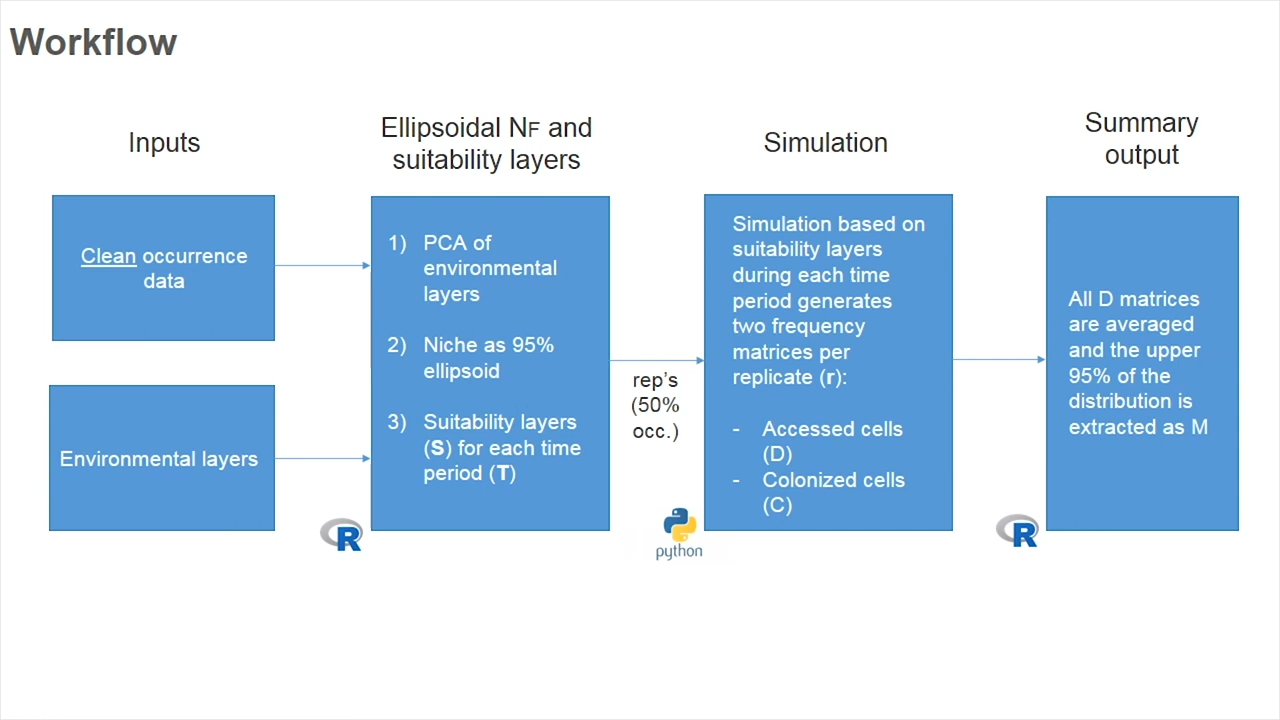 Workflow
Inputs
Clean occurrence
data
Environmental layers
Ellipsoidal NF and
suitability layers
1) PCA of
environmental
layers
2) Niche as 95%
ellipsoid
3) Suitability layers
(S) for each time
period (T)
R
rep's
(50%
occ.)
python
Simulation
Simulation based on
suitability layers
during each time
period generates
two frequency
matrices per
replicate (r):
- Accessed cells
(D)
- Colonized cells
(C)
R
Summary
output
All D matrices
are averaged
and the upper
95% of the
distribution is
extracted as M